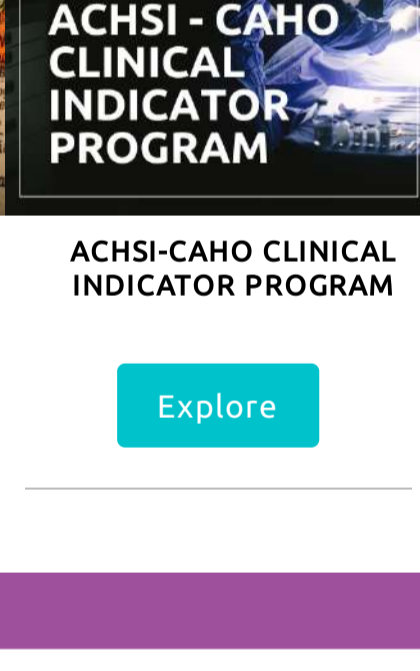 ACHSI - CAHO
CLINICAL
INDICATOR
PROGRAM
ACHSI-CAHO CLINICAL
INDICATOR PROGRAM
Explore